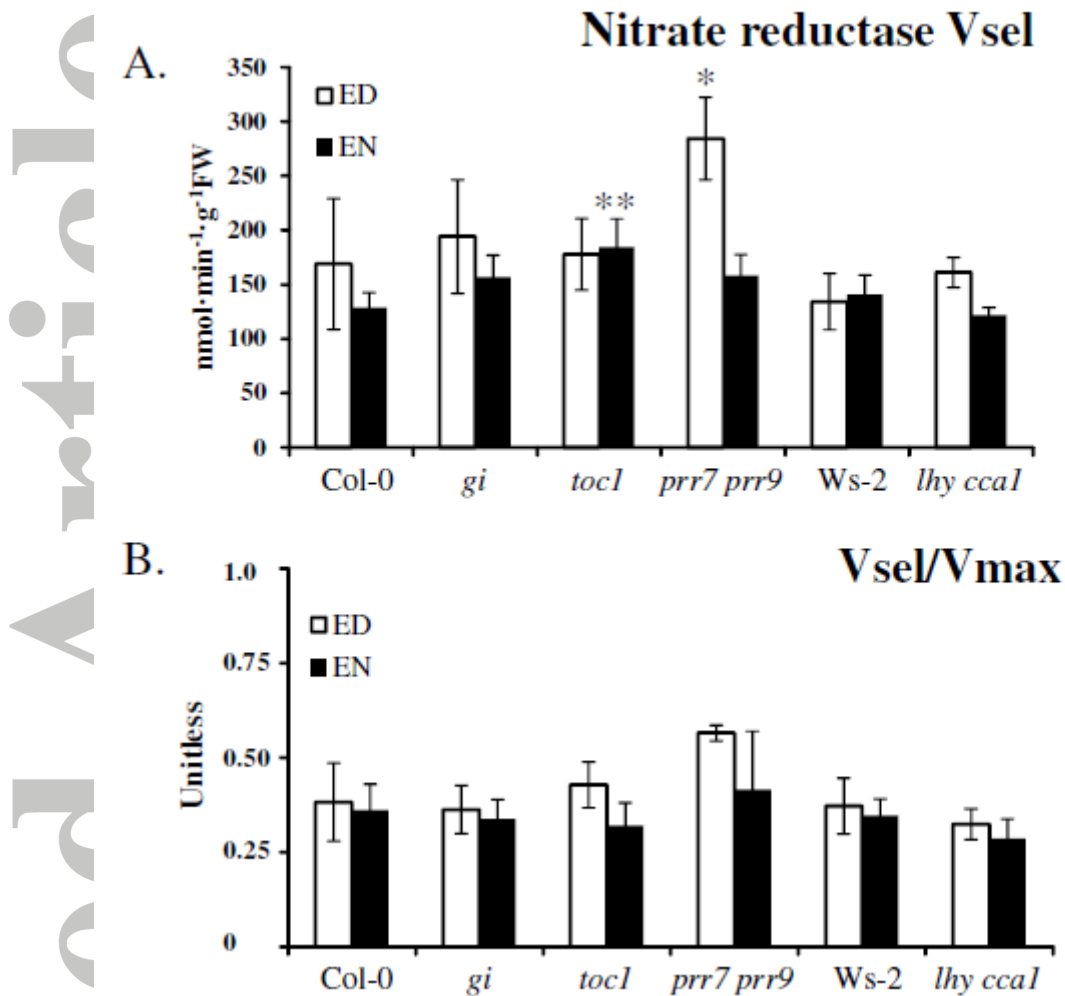 Nitrate reductase Vsel
A.
350
300
250
200
150
100
50
0
nmol·min⁻¹·g⁻¹FW
ED
EN
*
**
Col-0 gi toc1 prr7 prr9 Ws-2 lhy cca1
B.
Vsel/Vmax
1.0
0.75
0.50
0.25
0
Unitless
ED
EN
Col-0 gi toc1 prr7 prr9 Ws-2 lhy cca1